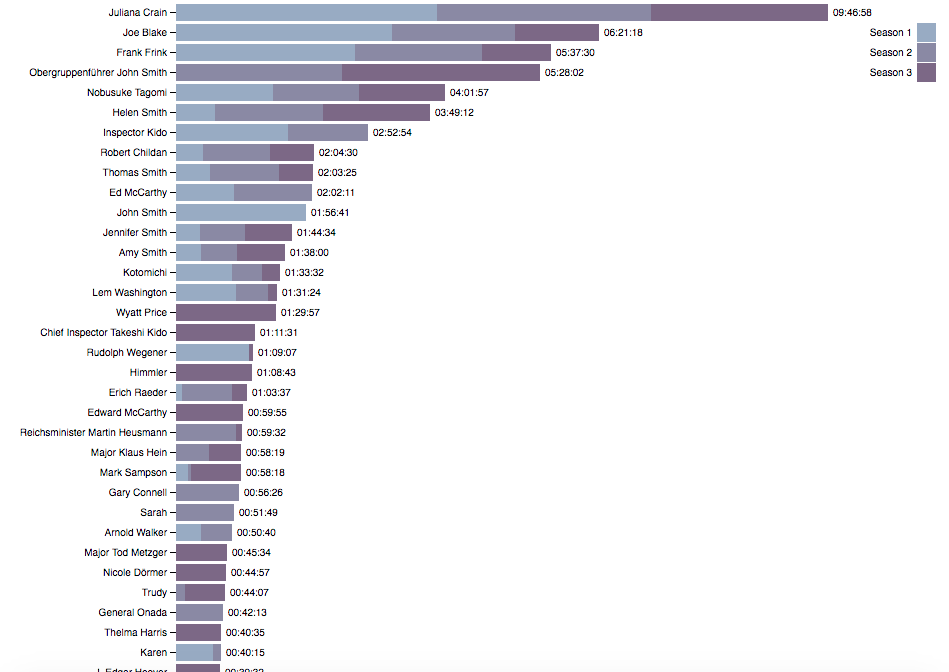 Juliana Crain 09:46:58
Joe Blake 06:21:18
Season 1
Frank Frink 05:37:30
Season 2
Obergruppenführer John Smith 05:28:02
Season 3
Nobusuke Tagomi 04:01:57
Helen Smith 03:49:12
Inspector Kido 02:52:54
Robert Childan 02:04:30
Thomas Smith 02:03:25
Ed McCarthy 02:02:11
John Smith 01:56:41
Jennifer Smith 01:44:34
Amy Smith 01:38:00
Kotomichi 01:33:32
Lem Washington 01:31:24
Wyatt Price 01:29:57
Chief Inspector Takeshi Kido 01:11:31
Rudolph Wegener 01:09:07
Himmler 01:08:43
Erich Raeder 01:03:37
Edward McCarthy 00:59:55
Reichsminister Martin Heusmann 00:59:32
Major Klaus Hein 00:58:19
Mark Sampson 00:58:18
Gary Connell 00:56:26
Sarah 00:51:49
Arnold Walker 00:50:40
Major Tod Metzger 00:45:34
Nicole Dörmer 00:44:57
Trudy 00:44:07
General Onada 00:42:13
Thelma Harris 00:40:35
Karen 00:40:15
J. Edgar Hoover